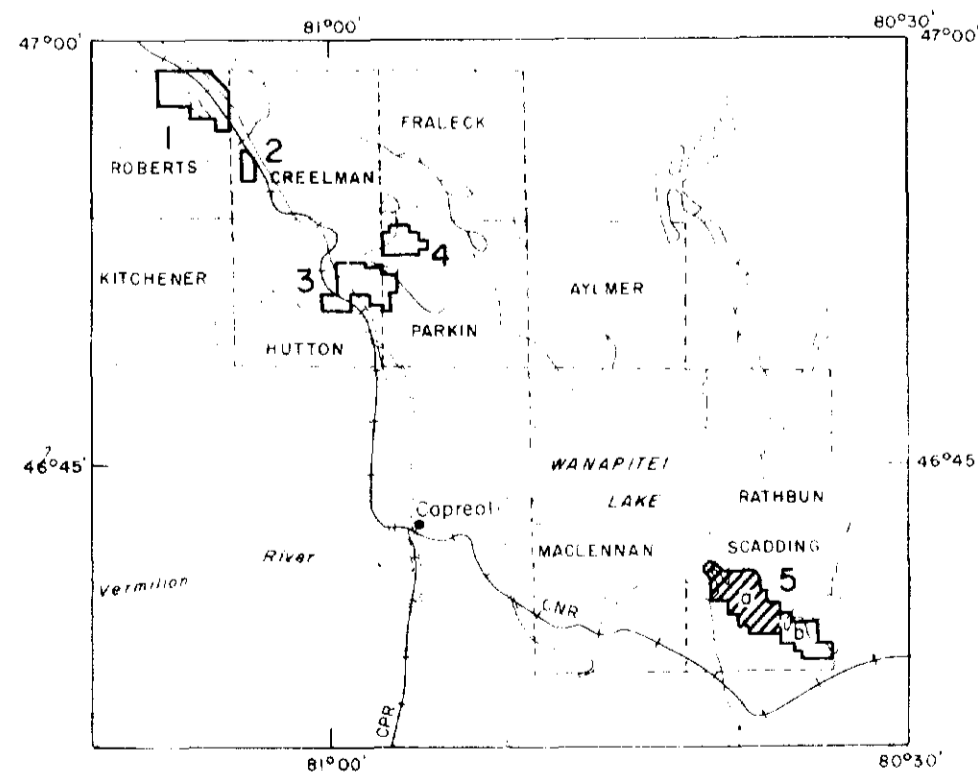 81°00'
80°30'
47°00'
47°00'
FRALECK
1
2
ROBERTS
CREELMAN
4
KITCHENER
3
AYLMER
PARKIN
HUTTON
46°45'
WANAPITEI
46°45
LAKE
RATHBUN
Capreol
MACLENNAN
SCADDING
River
5
Vermilion
a
CNR
b
CPR
81°00'
80°30'